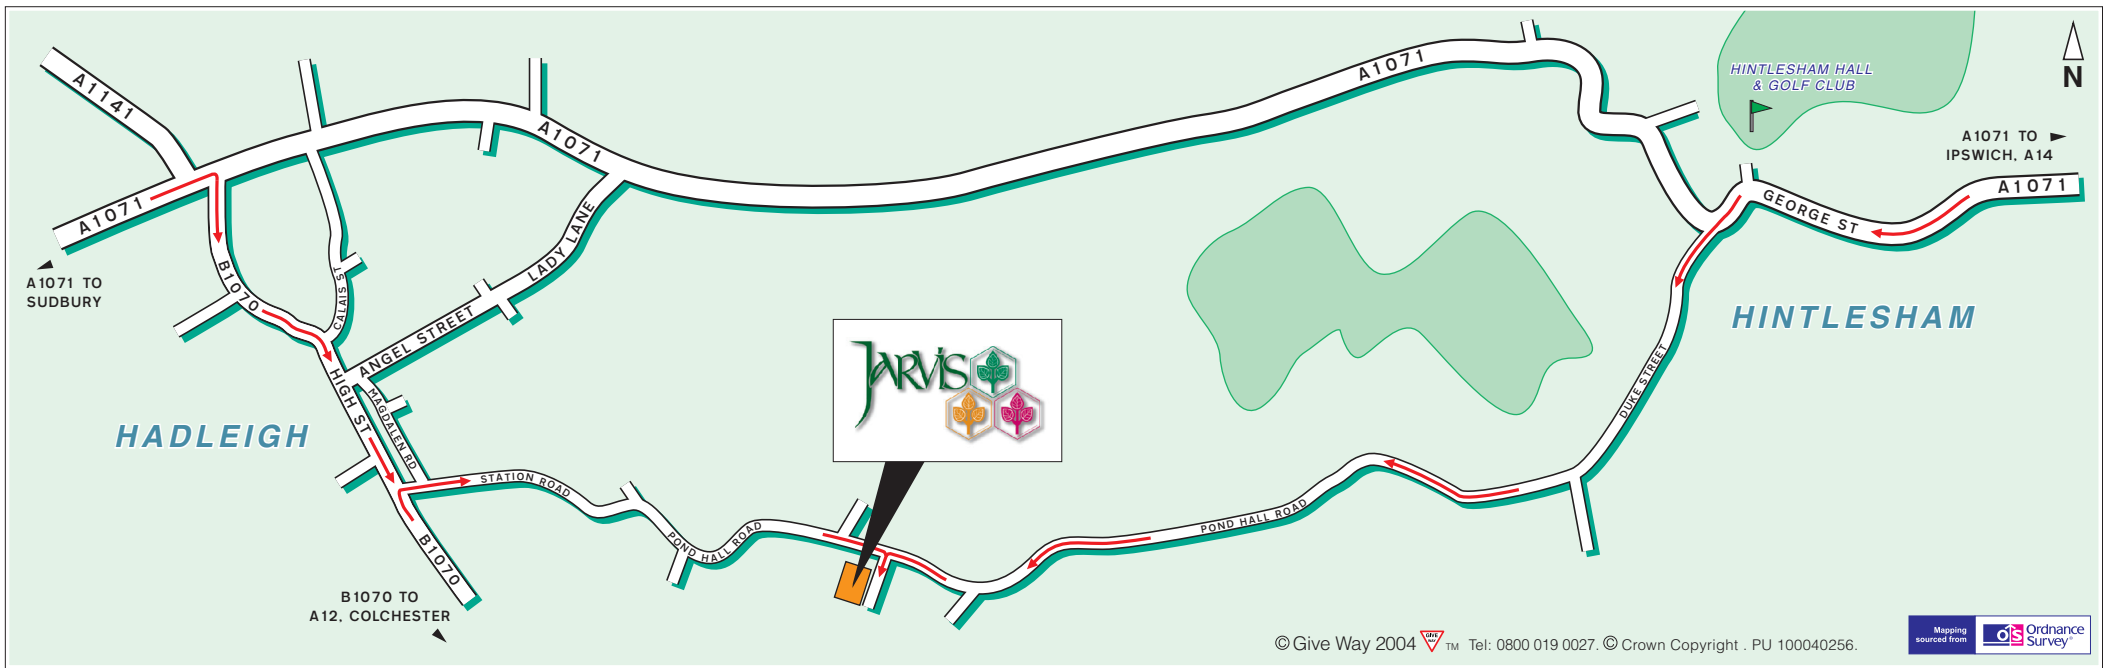 A1141
A1071
A1071
A1071
HINTLESHAM HALL
& GOLF CLUB
N
A1071 TO
IPSWICH, A14
A1071
GEORGE ST
A1071 TO
SUDBURY
B1070
CALAIS ST
LADY LANE
ANGEL STREET
HIGH ST
MAGDALEN RD
HADLEIGH
JARVIS
HINTLESHAM
DUKE STREET
STATION ROAD
POND HALL ROAD
POND HALL ROAD
B1070
B1070 TO
A12, COLCHESTER
© Give Way 2004 GIVE WAY TM Tel: 0800 019 0027. © Crown Copyright . PU 100040256.
Mapping
sourced from
OS Ordnance
Survey®